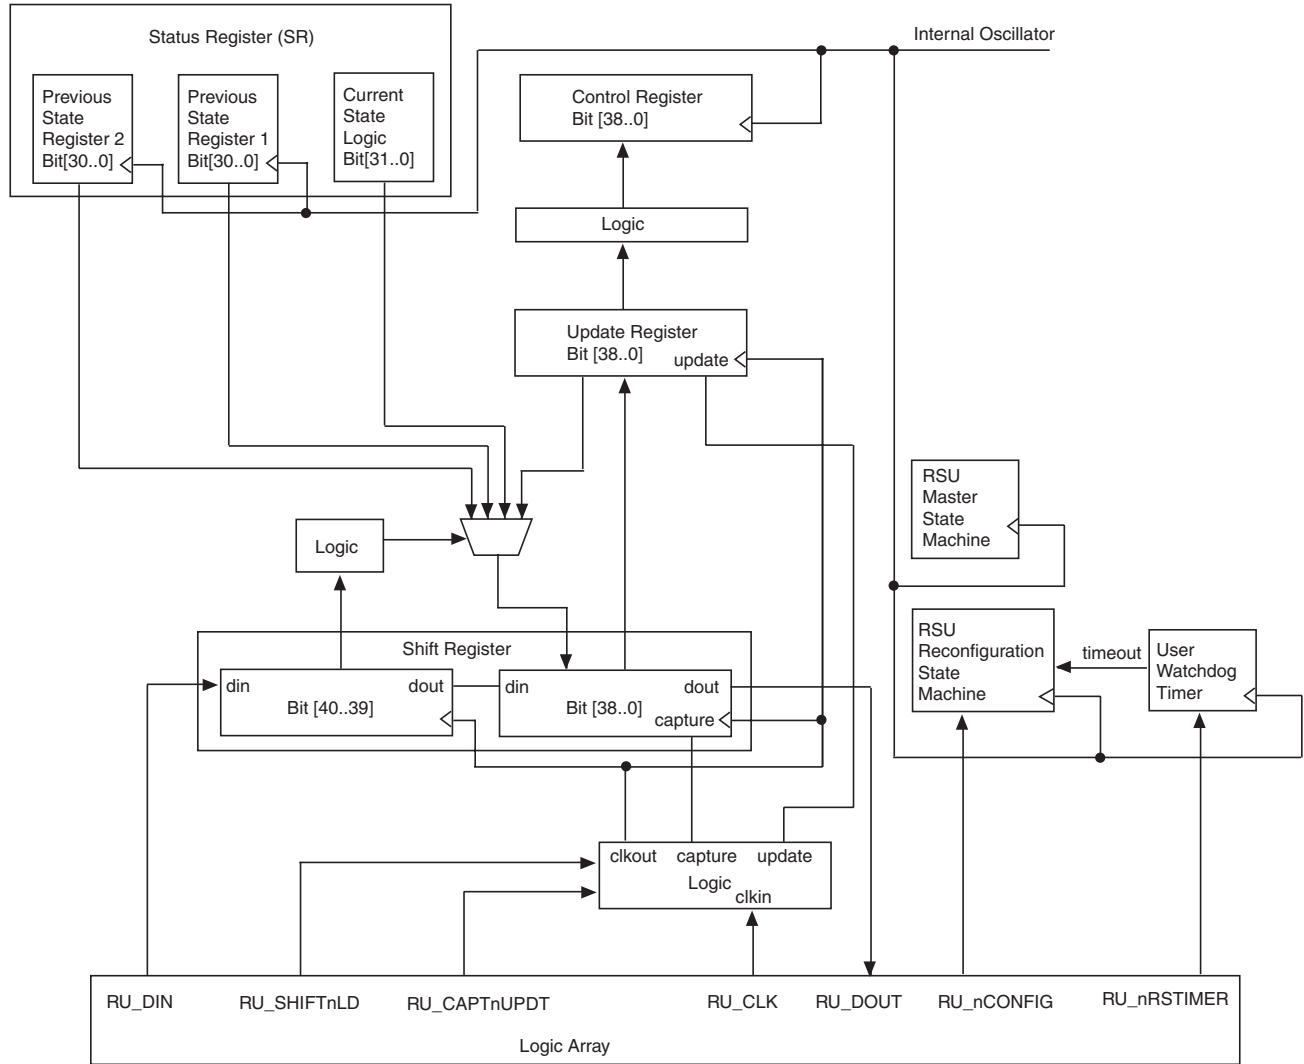 Status Register (SR)
Internal Oscillator
Previous
State
Register 2
Bit[30..0]
Previous
State
Register 1
Bit[30..0]
Current
State
Logic
Bit[31..0]
Control Register
Bit [38..0]
Logic
Update Register
Bit [38..0]
update
RSU
Master
State
Machine
Logic
RSU
Reconfiguration
State
Machine
timeout
User
Watchdog
Timer
Shift Register
din
dout
Bit [40..39]
din
dout
Bit [38..0]
capture
clkout
capture
update
Logic
clkin
RU_DIN
RU_SHIFTnLD
RU_CAPTnUPDT
RU_CLK
RU_DOUT
RU_nCONFIG
RU_nRSTIMER
Logic Array